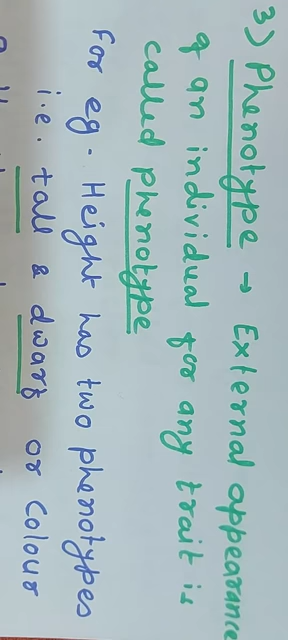 3) Phenotype → External appearance
of an individual for any trait is
called phenotype
for eg. Height has two phenotypes
i.e. tall & dwarf or colour